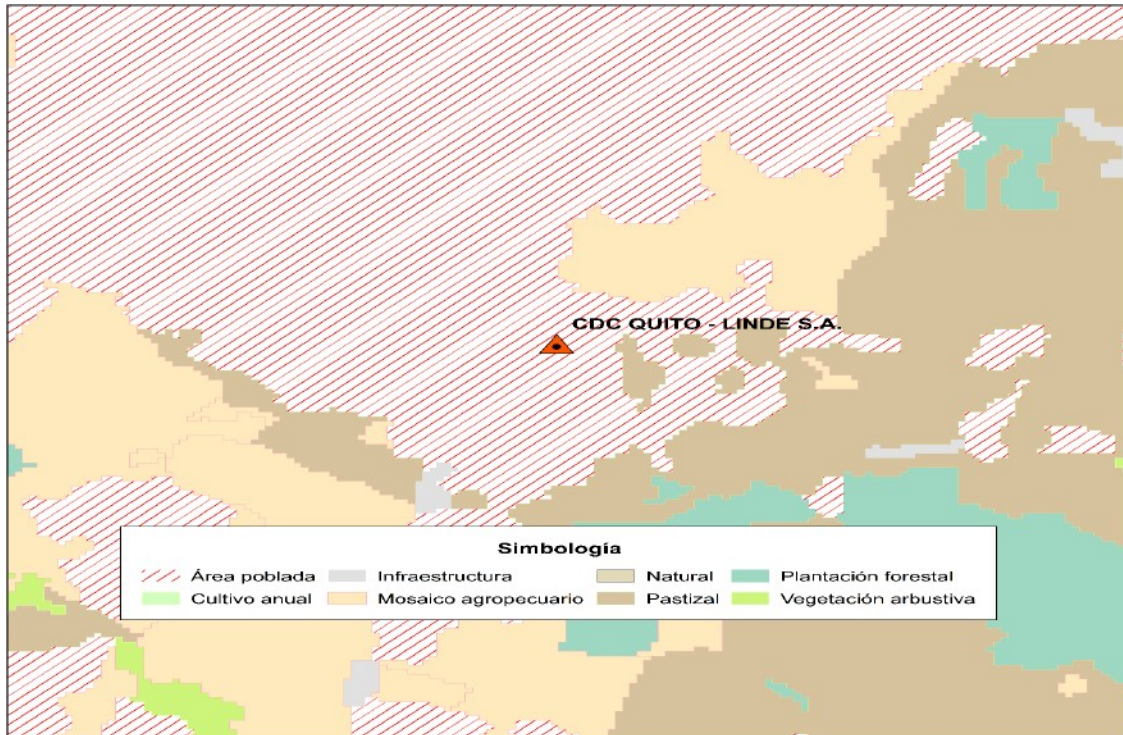 CDC QUITO - LINDE S.A.
Simbología
Área poblada Infraestructura Natural Plantación forestal
Cultivo anual Mosaico agropecuario Pastizal Vegetación arbustiva